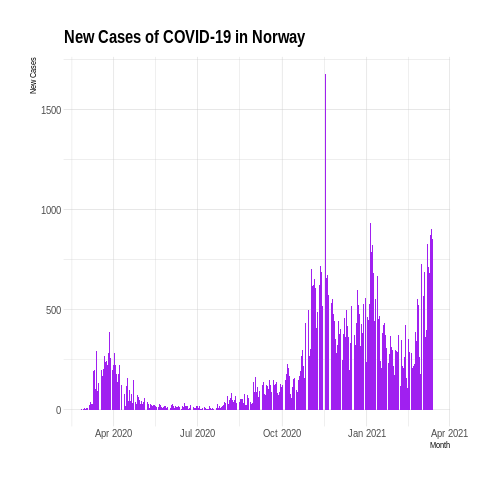 New Cases of COVID-19 in Norway
New Cases
1500
1000
500
0
Apr 2020
Jul 2020
Oct 2020
Jan 2021
Apr 2021
Month